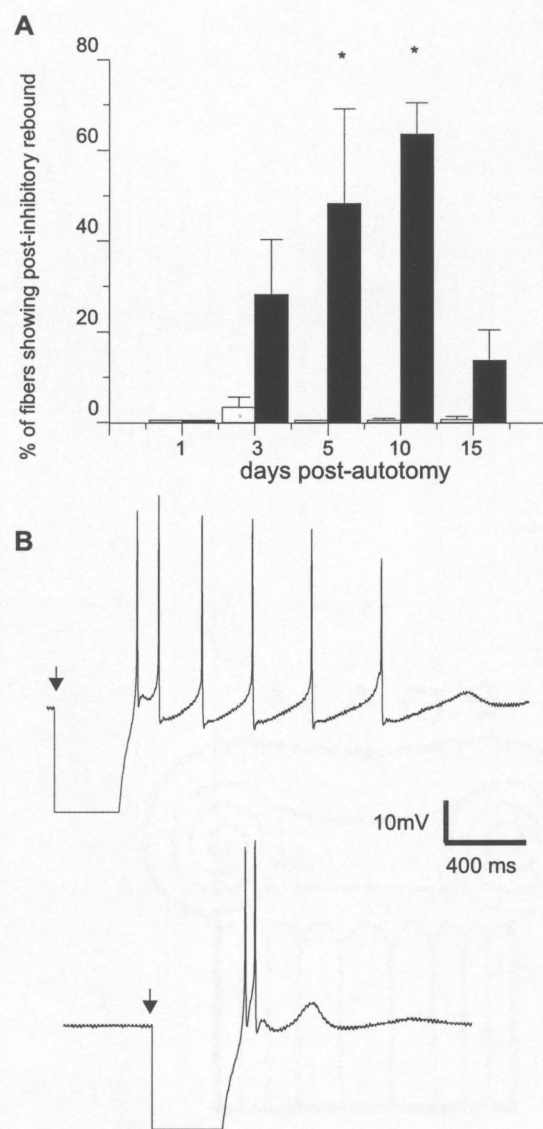 A
80
60
40
20
0
* *
% of fibers showing post-inhibitory rebound
1 3 5 10 15
days post-autotomy
B
10mV
400 ms